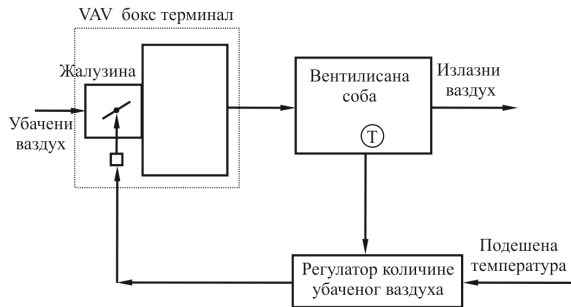 VAV бокс терминал
Жалузина
Убачени
ваздух
Вентилисана
соба
T
Излазни
ваздух
Регулатор количине
убаченог ваздуха
Подешена
температура